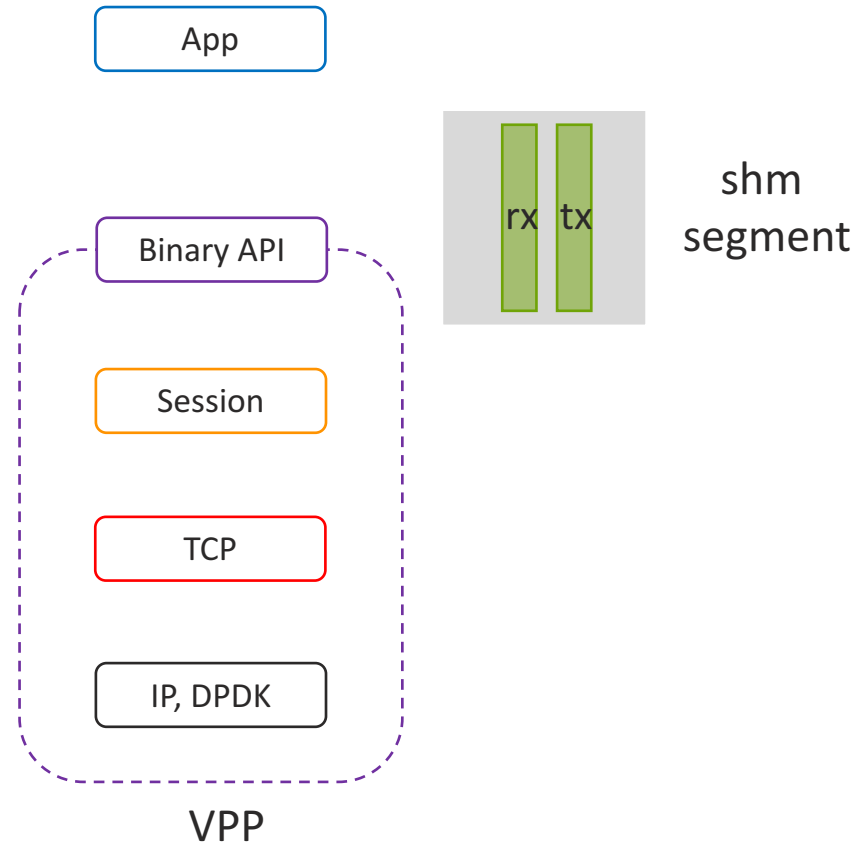 App
rx tx
shm
segment
Binary API
Session
TCP
IP, DPDK
VPP